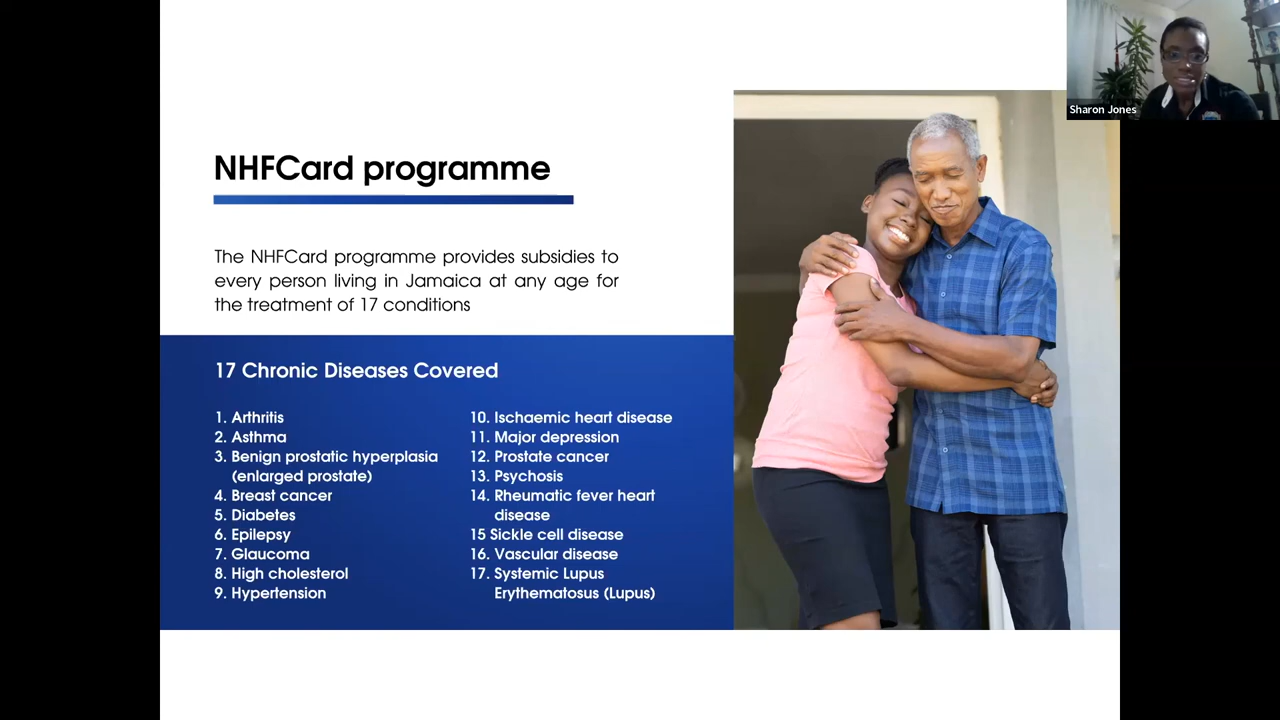 Sharon Jones
NHFCard programme
The NHFCard programme provides subsidies to
every person living in Jamaica at any age for
the treatment of 17 conditions
17 Chronic Diseases Covered
1. Arthritis
2. Asthma
3. Benign prostatic hyperplasia
(enlarged prostate)
4. Breast cancer
5. Diabetes
6. Epilepsy
7. Glaucoma
8. High cholesterol
9. Hypertension
10. Ischaemic heart disease
11. Major depression
12. Prostate cancer
13. Psychosis
14. Rheumatic fever heart
disease
15 Sickle cell disease
16. Vascular disease
17. Systemic Lupus
Erythematosus (Lupus)